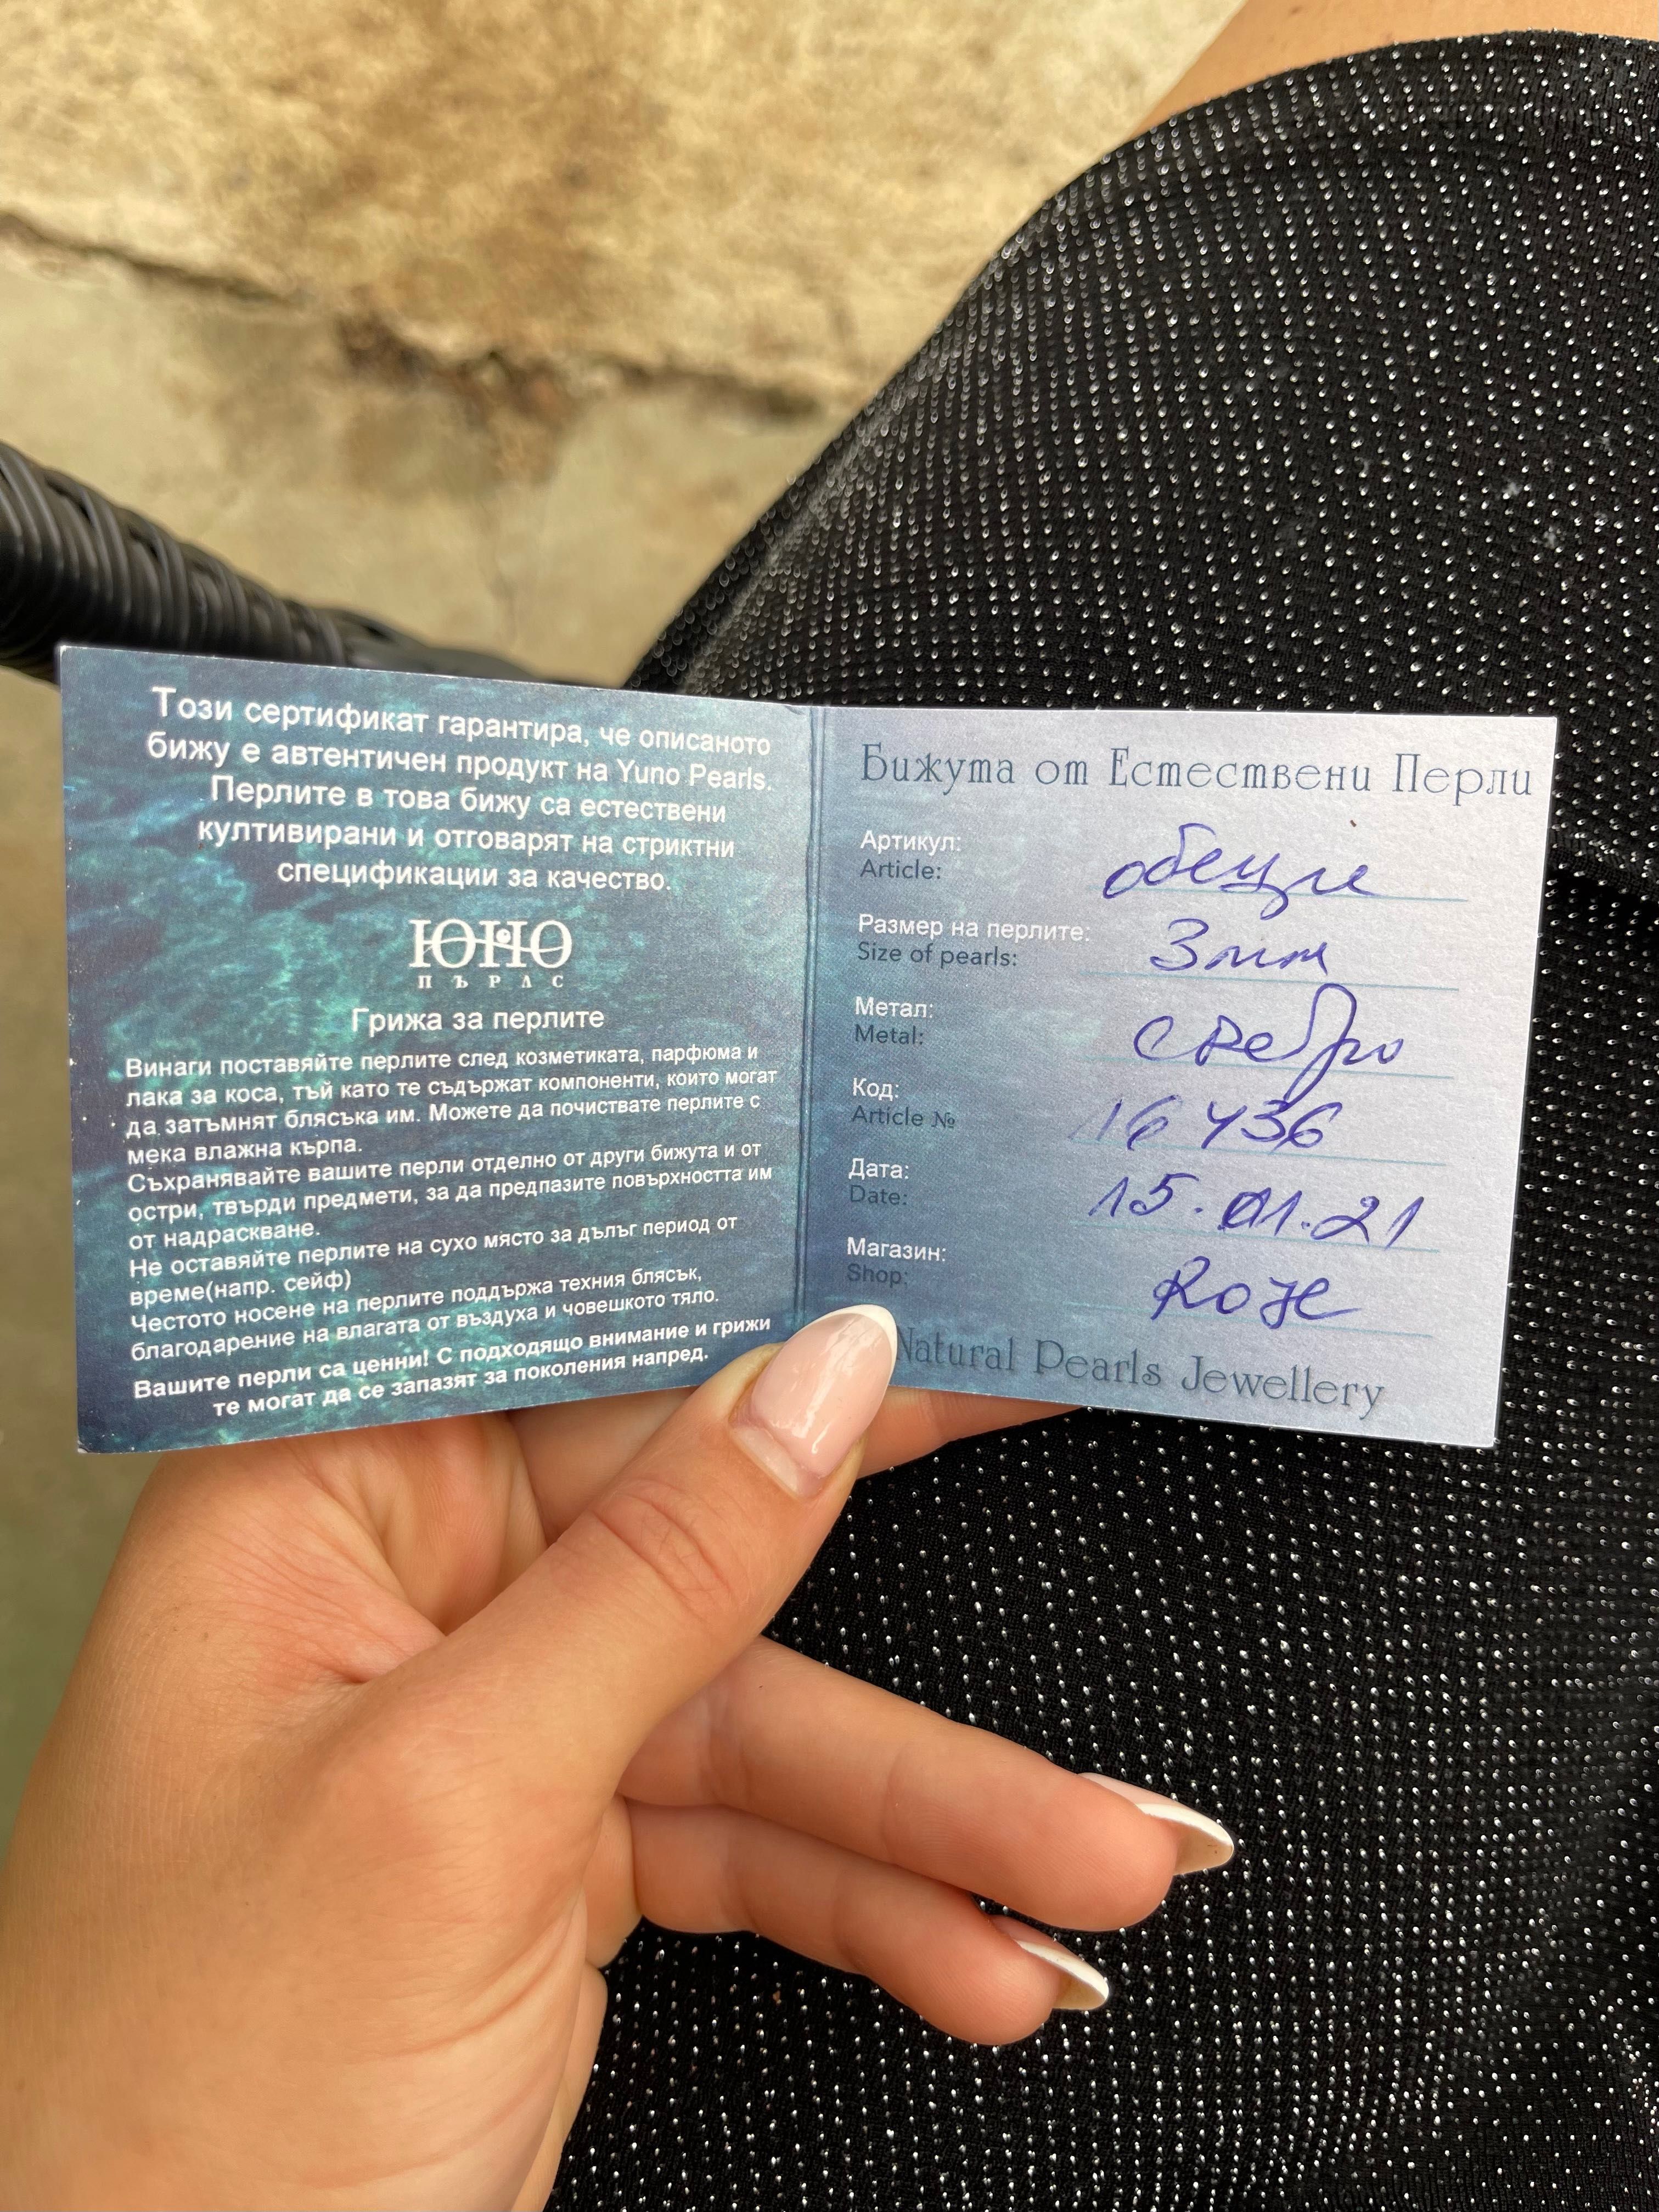 Този сертификат гарантира, че описаното
бижу е автентичен продукт на Yuno Pearls.
Перлите в това бижу са естествени
култивирани и отговарят на стриктни
спецификации за качество.
ЮНО
ПЪРЛС
Грижа за перлите
Винаги поставяйте перлите след козметиката, парфюма и
лака за коса, тъй като те съдържат компоненти, които могат
да затъмнят блясъка им. Можете да почиствате перлите с
мека влажна кърпа.
Съхранявайте вашите перли отделно от други бижута и от
остри, твърди предмети, за да предпазите повърхността им
от надраскване.
Не оставяйте перлите на сухо място за дълъг период от
време(напр. сейф)
Честото носене на перлите поддържа техния блясък,
благодарение на влагата от въздуха и човешкото тяло.
Вашите перли са ценни! С подходящо внимание и грижи
те могат да се запазят за поколения напред.
Бижута от Естествени Перли
Артикул: обеци
Article:
Размер на перлите: 3мм
Size of pearls:
Метал: сребро
Metal:
Код: 16436
Article №
Дата: 15.01.21
Date:
Магазин:
Shop:
Natural Pearls Jewellery